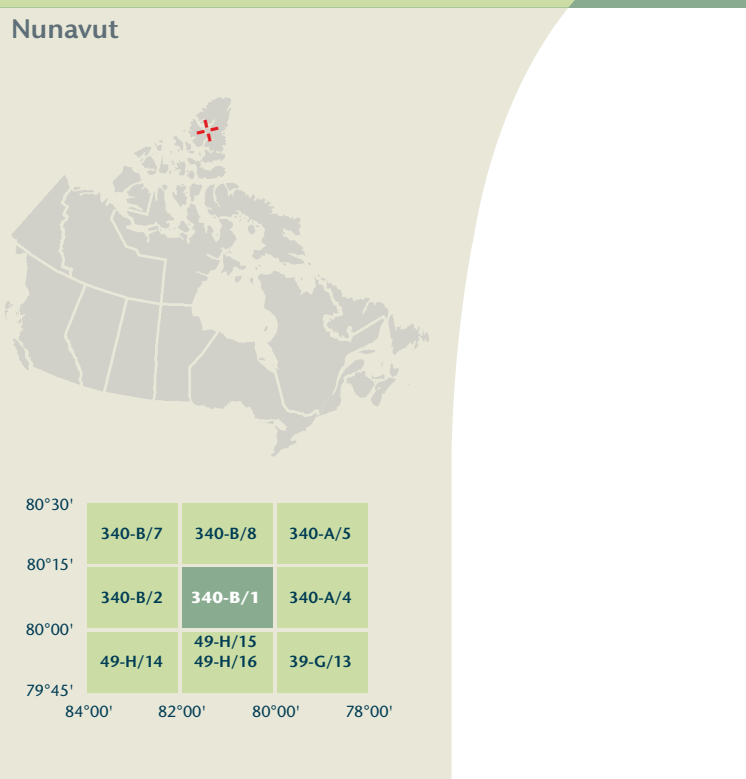 Nunavut
80°30'
340-B/7 340-B/8 340-A/5
80°15'
340-B/2 340-B/1 340-A/4
80°00'
49-H/15
49-H/14 49-H/16 39-G/13
79°45'
84°00' 82°00' 80°00' 78°00'